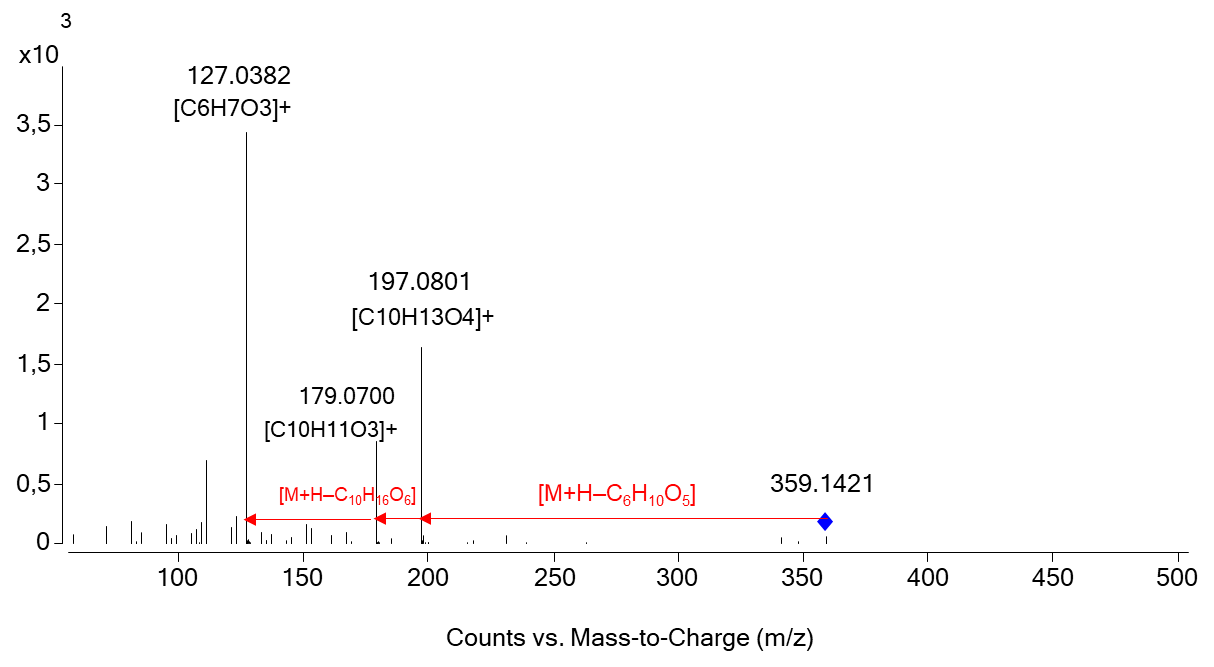 3
x10
127.0382
[C6H7O3]+
3,5
3
2,5
197.0801
2
[C10H13O4]+
1,5
179.0700
1
[C10H11O3]+
0,5
[M+H–C₁₀H₁₆O₆]
[M+H–C₆H₁₀O₅]
359.1421
0
100 150 200 250 300 350 400 450 500
Counts vs. Mass-to-Charge (m/z)